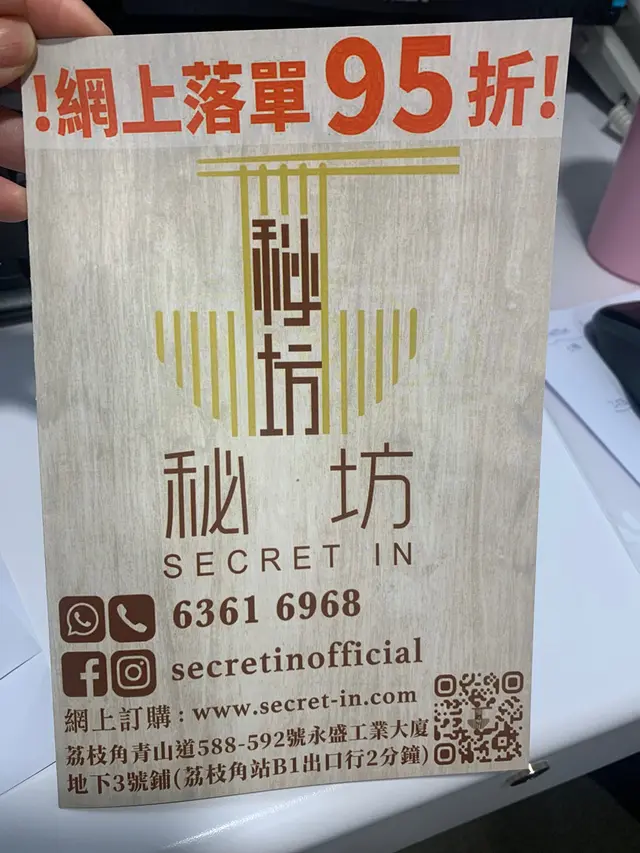 !網上落單95折!
秘
坊
秘 坊
SECRET IN
6361 6968
secretinofficial
網上訂購：www.secret-in.com
荔枝角青山道588-592號永盛工業大廈
地下3號鋪(荔枝角站B1出口行2分鐘)